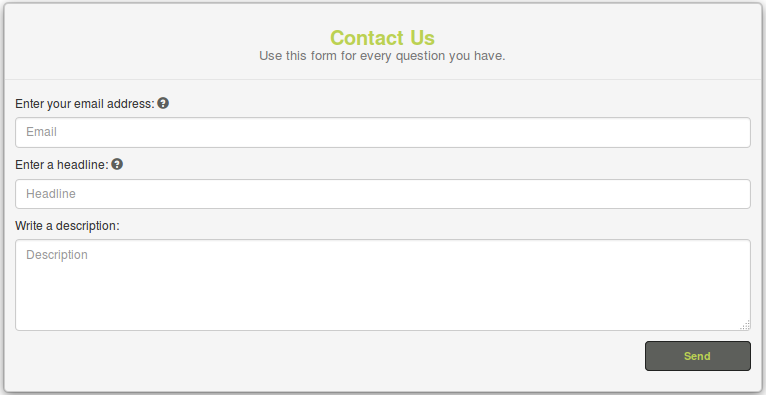 Contact Us
Use this form for every question you have.
Enter your email address:
Email
Enter a headline:
Headline
Write a description:
Description
Send